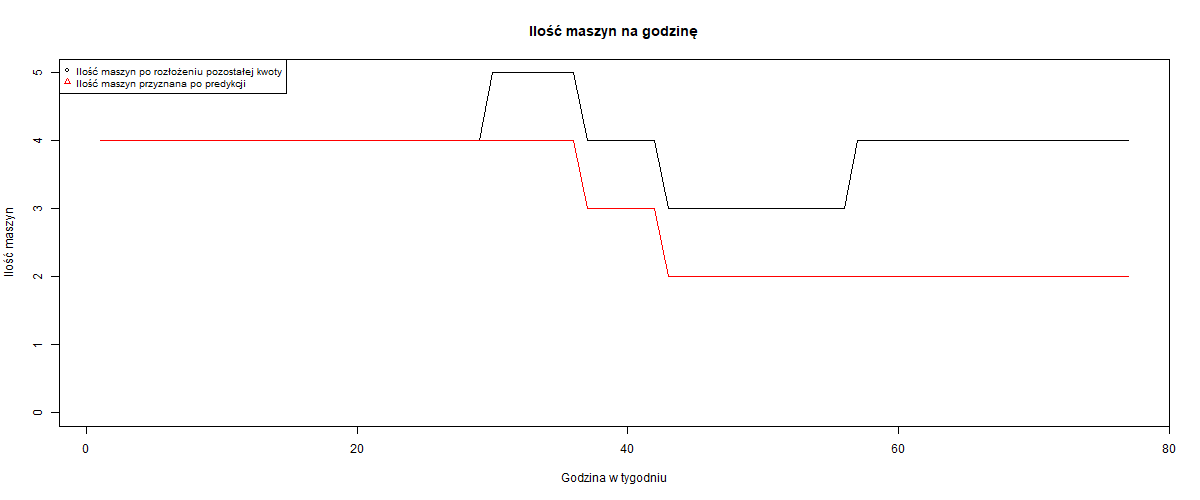 Ilość maszyn na godzinę
Ilość maszyn po rozłożeniu pozostałej kwoty
Ilość maszyn przyznana po predykcji
Ilość maszyn
5
4
3
2
1
0
0 20 40 60 80
Godzina w tygodniu